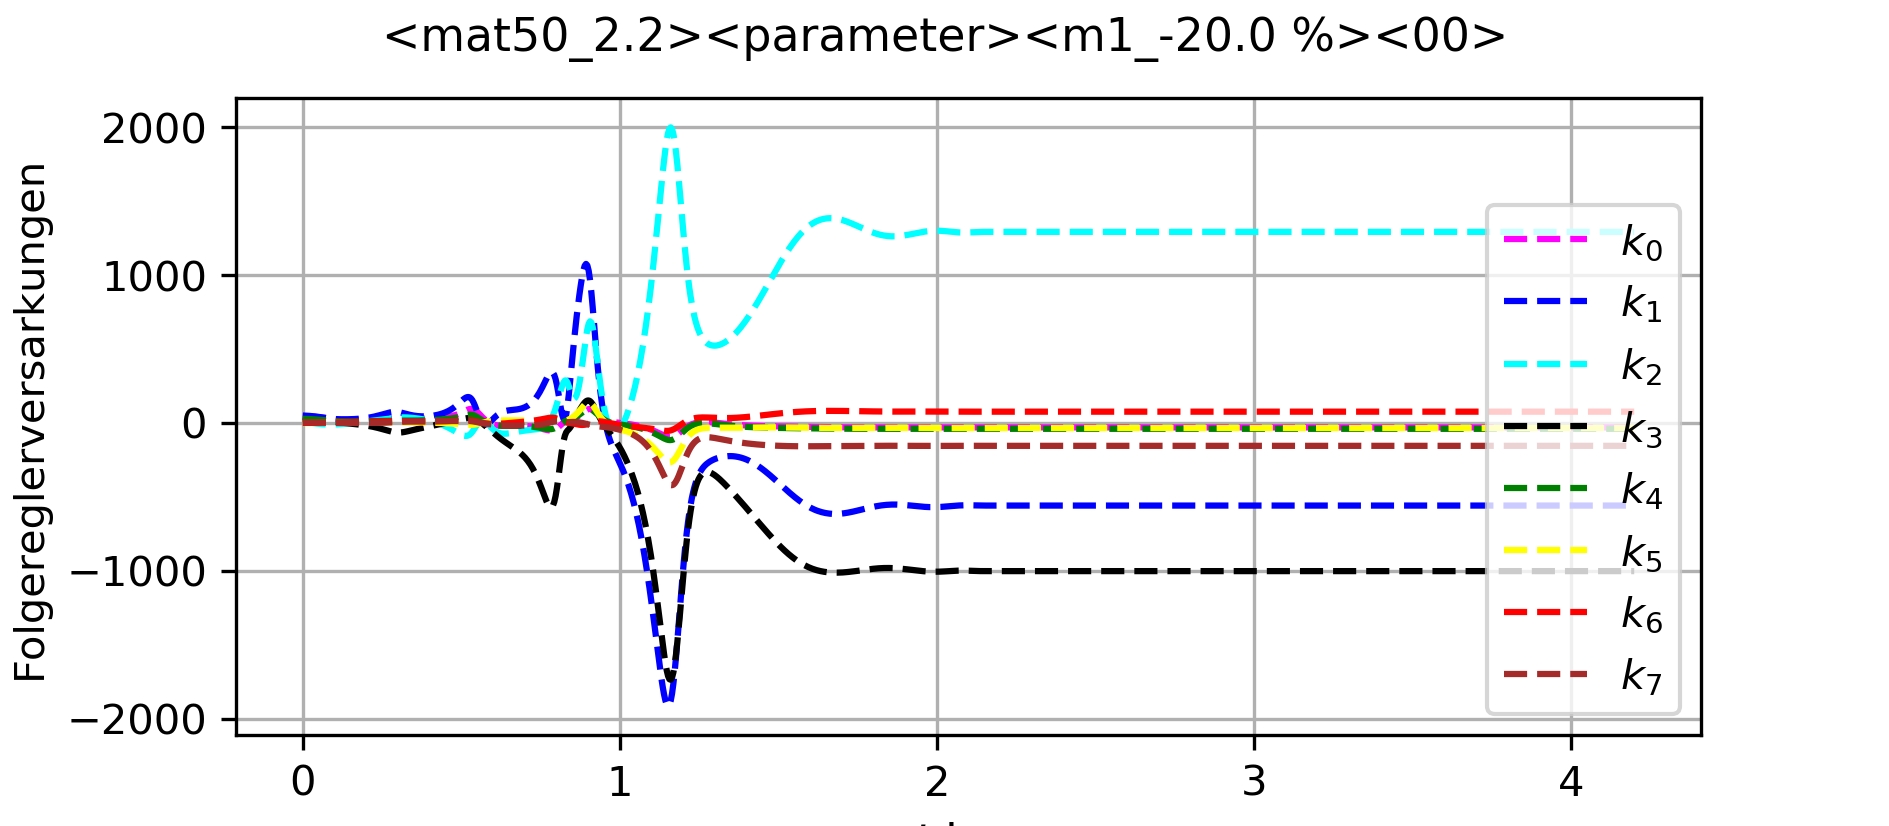 <mat50_2.2><parameter><m1_-20.0 %><00>
Folgereglerversarkungen
2000
1000
0
−1000
−2000
0 1 2 3 4
k0
k1
k2
k3
k4
k5
k6
k7